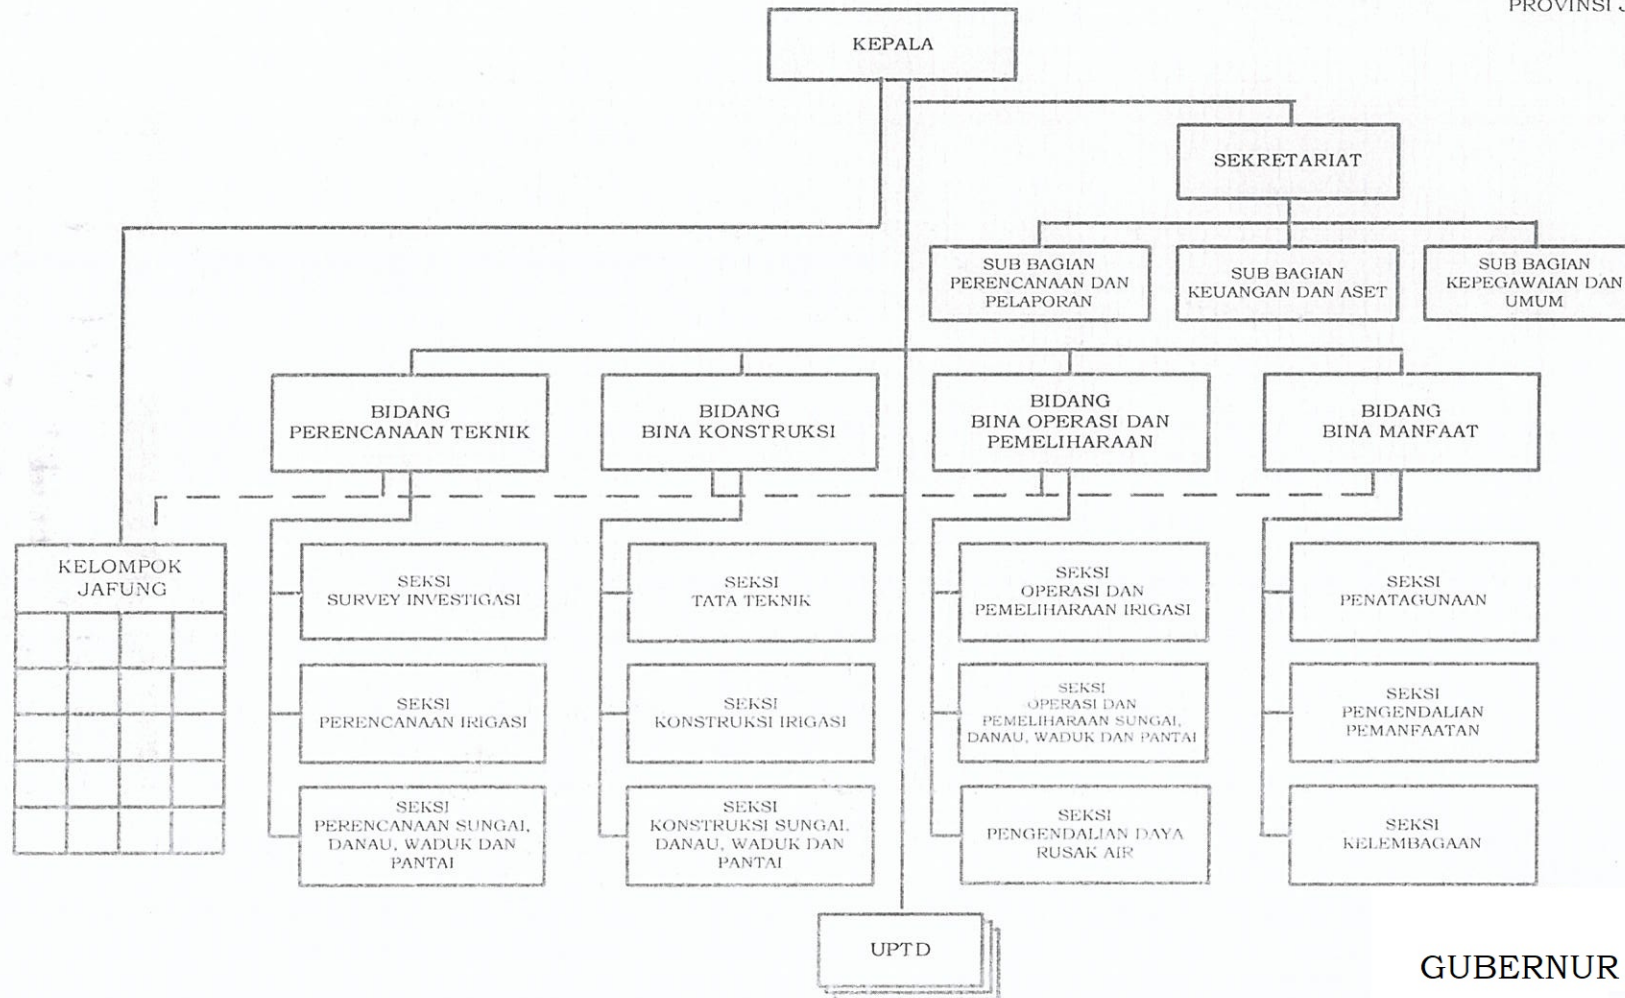 PROVINSI J
KEPALA
SEKRETARIAT
SUB BAGIAN
PERENCANAAN DAN
PELAPORAN
SUB BAGIAN
KEUANGAN DAN ASET
SUB BAGIAN
KEPEGAWAIAN DAN
UMUM
BIDANG
PERENCANAAN TEKNIK
BIDANG
BINA KONSTRUKSI
BIDANG
BINA OPERASI DAN
PEMELIHARAAN
BIDANG
BINA MANFAAT
KELOMPOK
JAFUNG
SEKSI
SURVEY INVESTIGASI
SEKSI
TATA TEKNIK
SEKSI
OPERASI DAN
PEMELIHARAAN IRIGASI
SEKSI
PENATAGUNAAN
SEKSI
PERENCANAAN IRIGASI
SEKSI
KONSTRUKSI IRIGASI
SEKSI
OPERASI DAN
PEMELIHARAAN SUNGAI,
DANAU, WADUK DAN PANTAI
SEKSI
PENGENDALIAN
PEMANFAATAN
SEKSI
PERENCANAAN SUNGAI,
DANAU, WADUK DAN
PANTAI
SEKSI
KONSTRUKSI SUNGAI,
DANAU, WADUK DAN
PANTAI
SEKSI
PENGENDALIAN DAYA
RUSAK AIR
SEKSI
KELEMBAGAAN
UPTD
GUBERNUR